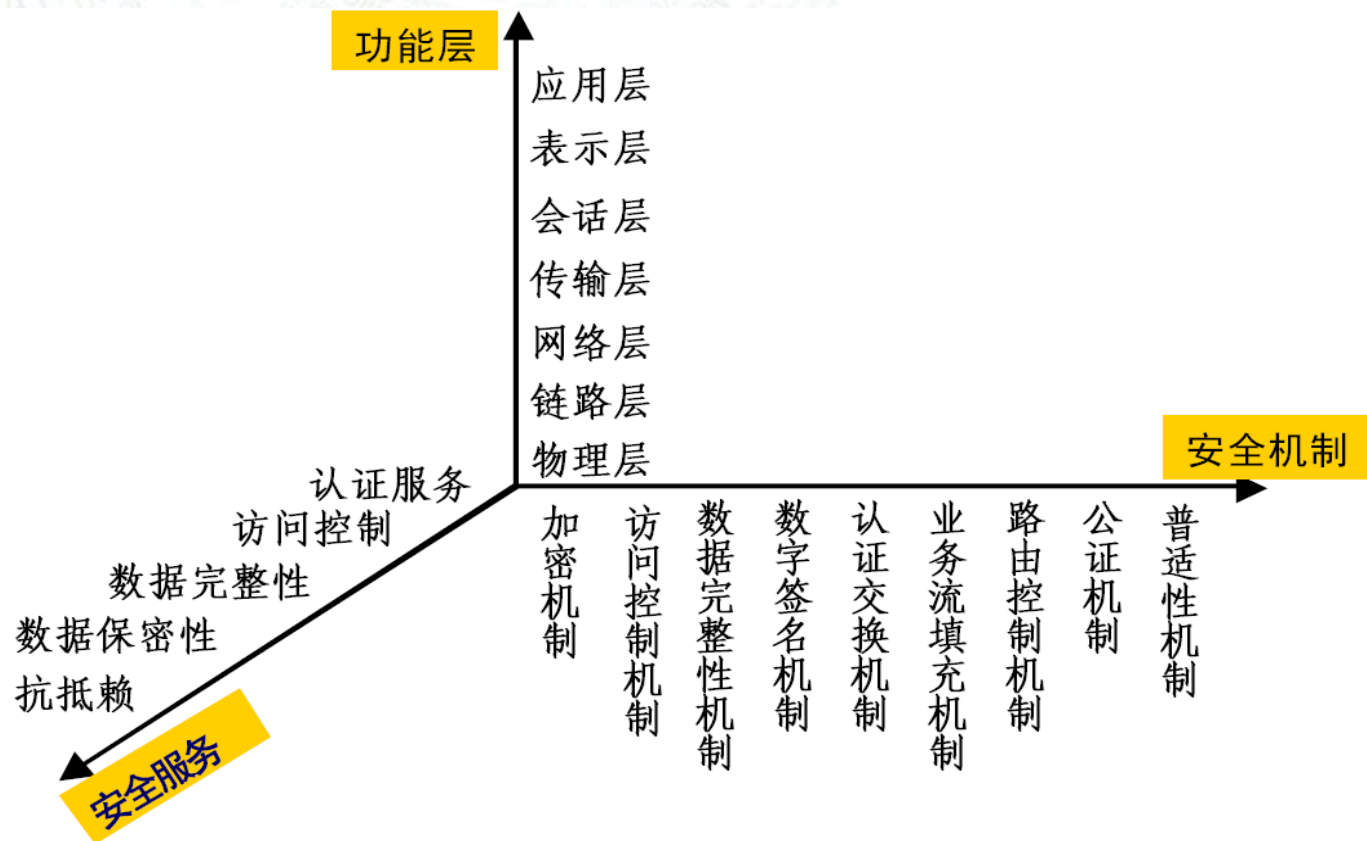 功能层
应用层
表示层
会话层
传输层
网络层
链路层
物理层
安全机制
加密机制
访问控制机制
数据完整性机制
数字签名机制
认证交换机制
业务流填充机制
路由控制机制
公证机制
普适性机制
认证服务
访问控制
数据完整性
数据保密性
抗抵赖
安全服务